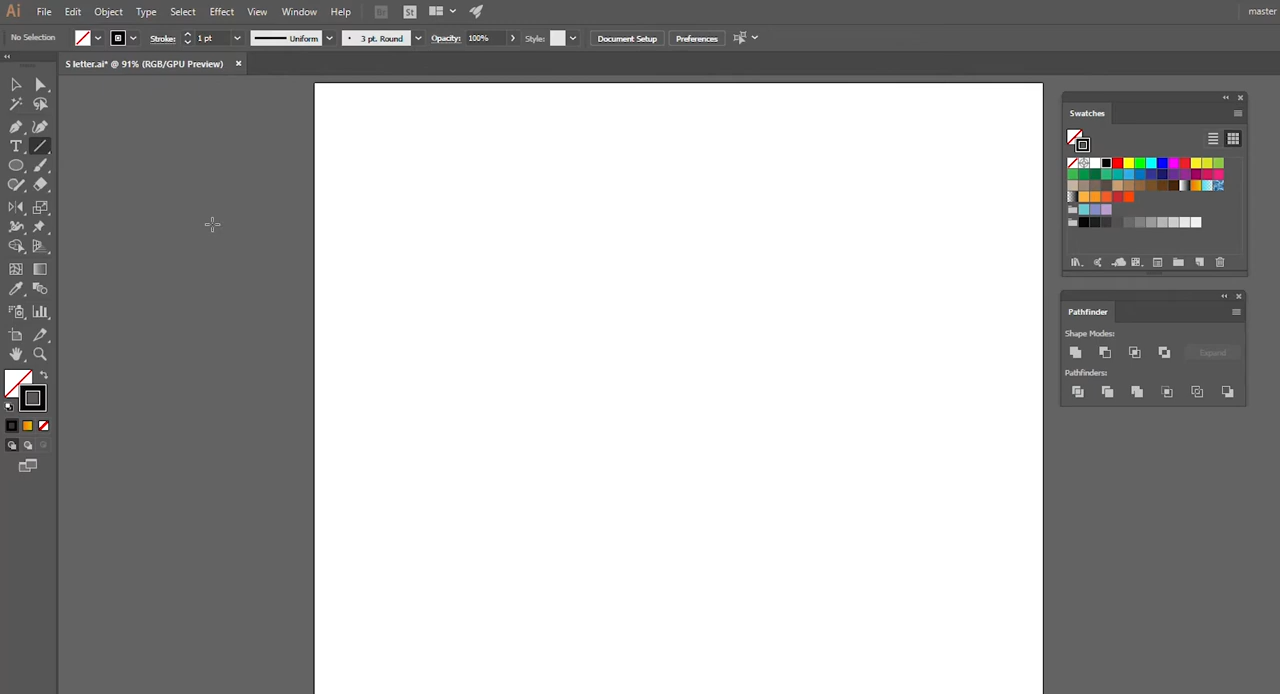 Ai File Edit Object Type Select Effect View Window Help Br St master
No Selection Stroke: 1 pt Uniform 3 pt. Round Opacity: 100% Style: Document Setup Preferences
S letter.ai* @ 91% (RGB/GPU Preview)
Swatches
T
Pathfinder
Shape Modes:
Expand
Pathfinders: